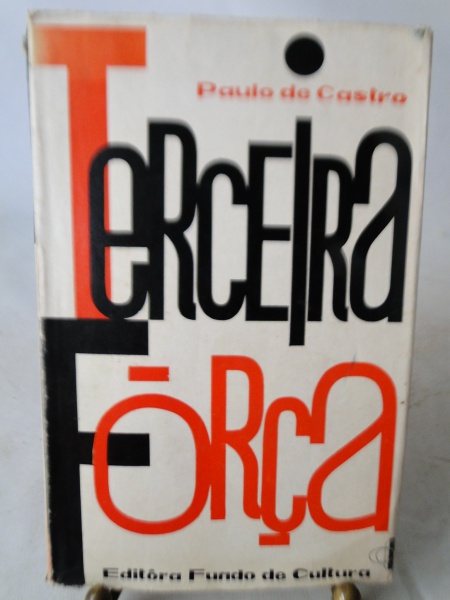 Paulo de Castro
TERCEIRA
FÔRÇA
Editôra Fundo de Cultura